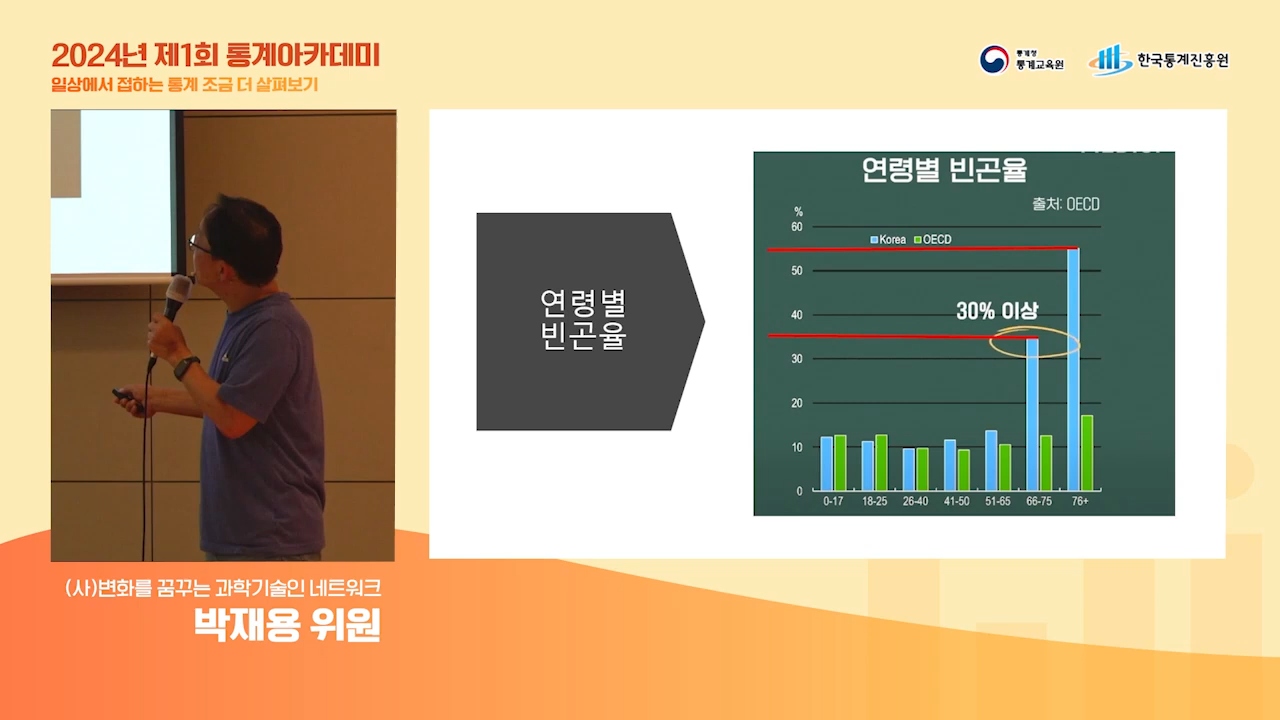 2024년 제1회 통계아카데미
일상에서 접하는 통계 조금 더 살펴보기
통계청
통계교육원
한국통계진흥원
연령별
빈곤율
연령별 빈곤율
출처: OECD
%
60
Korea OECD
50
40
30% 이상
30
20
10
0
0-17 18-25 26-40 41-50 51-65 66-75 76+
(사)변화를 꿈꾸는 과학기술인 네트워크
박재용 위원